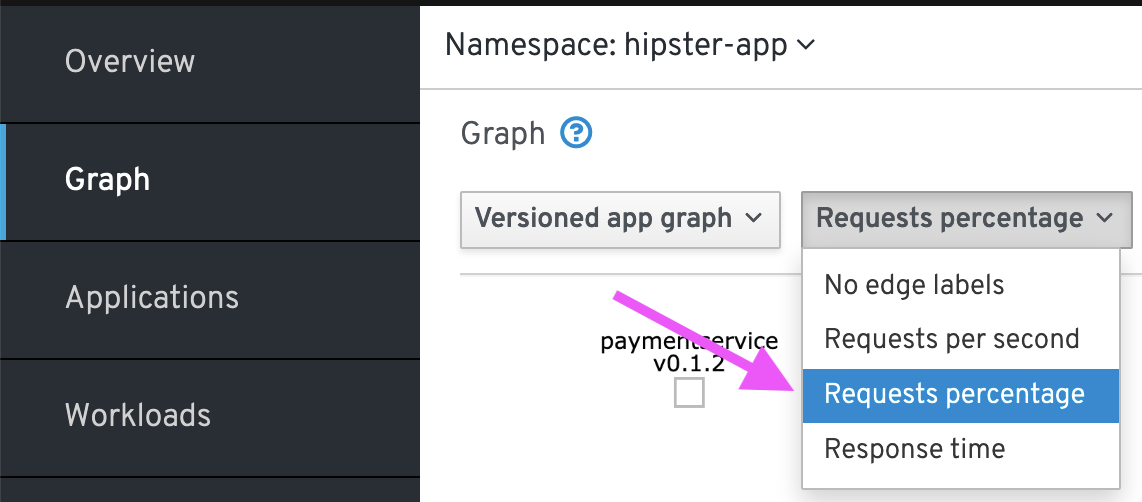 Overview
Graph
Applications
Workloads
Namespace: hipster-app
Graph ?
Versioned app graph
Requests percentage
No edge labels
Requests per second
Requests percentage
Response time
paymentservice
v0.1.2